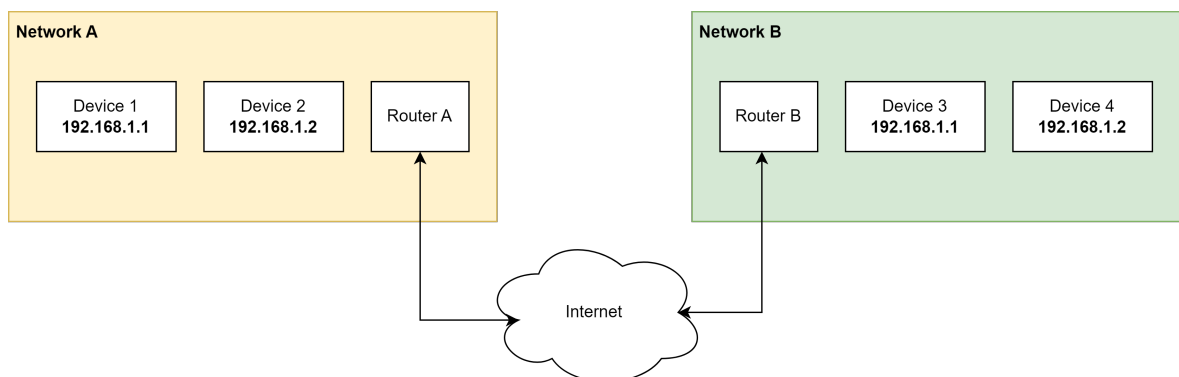 Network A
Device 1
192.168.1.1
Device 2
192.168.1.2
Router A
Network B
Router B
Device 3
192.168.1.1
Device 4
192.168.1.2
Internet